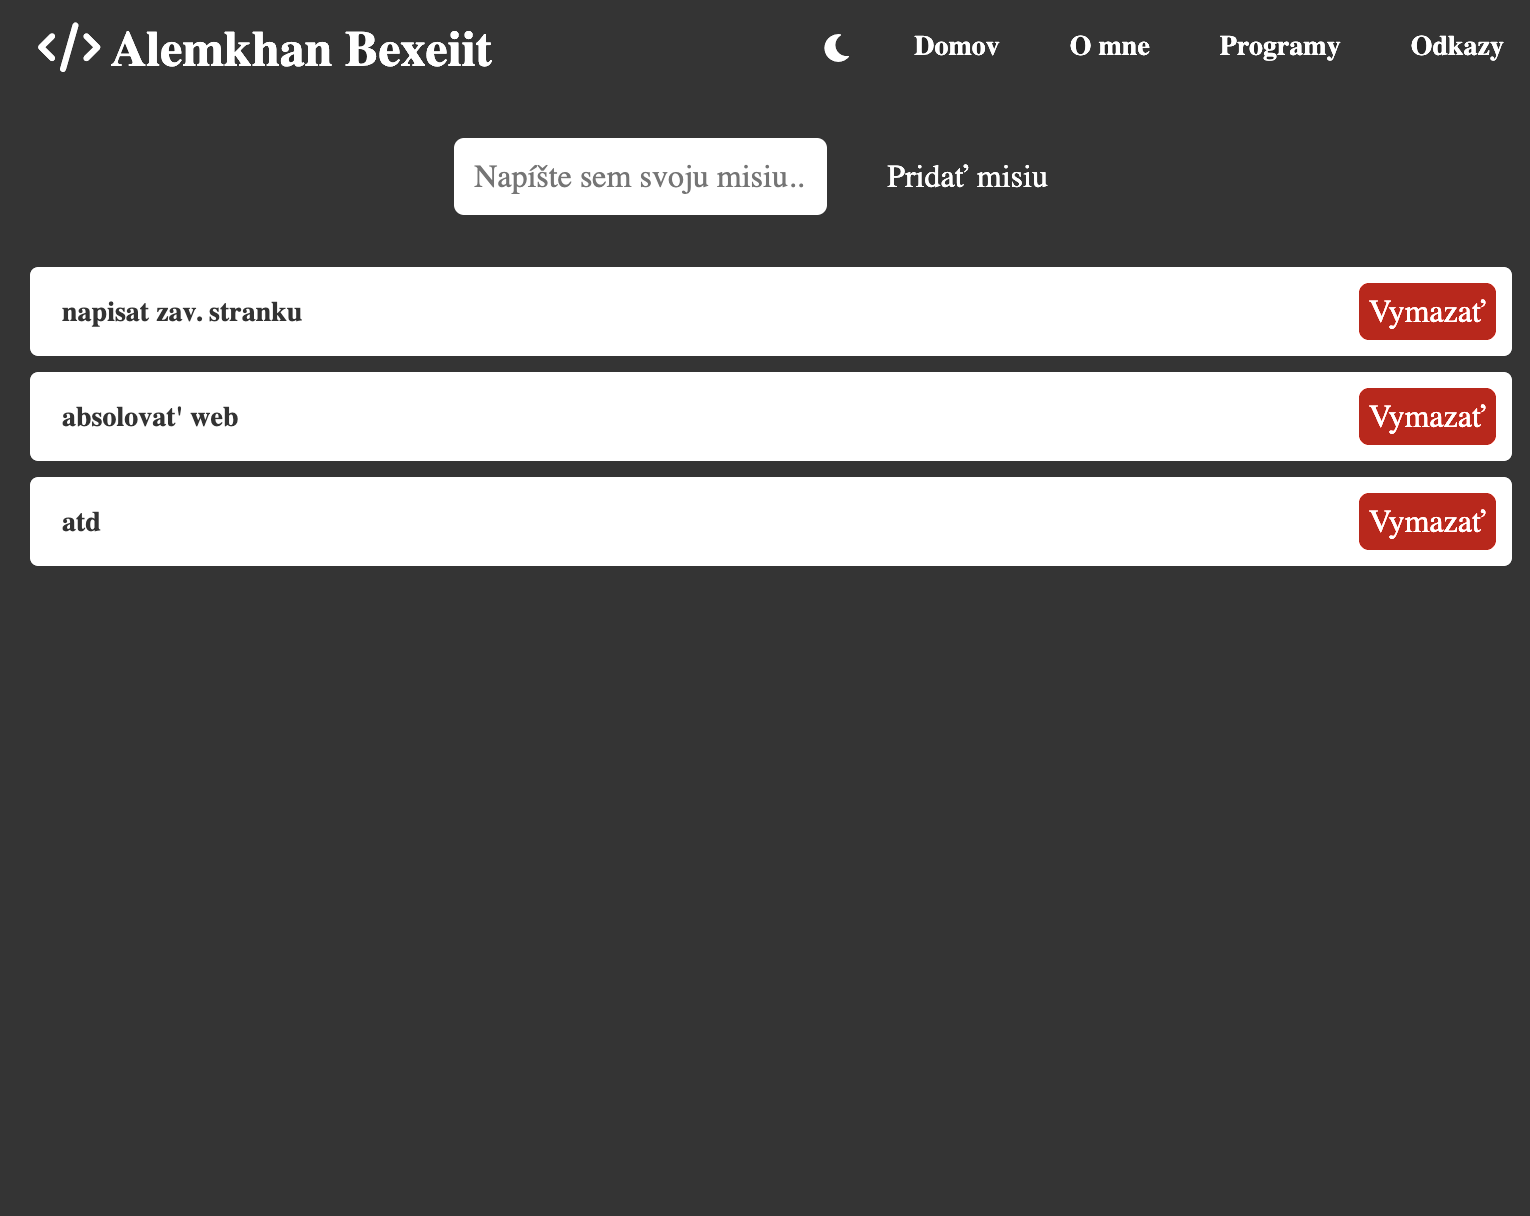 </> Alemkhan Bexeiit
Domov
O mne
Programy
Odkazy
Napíšte sem svoju misiu..
Pridať misiu
napisat zav. stranku
Vymazať
absolovat' web
Vymazať
atd
Vymazať